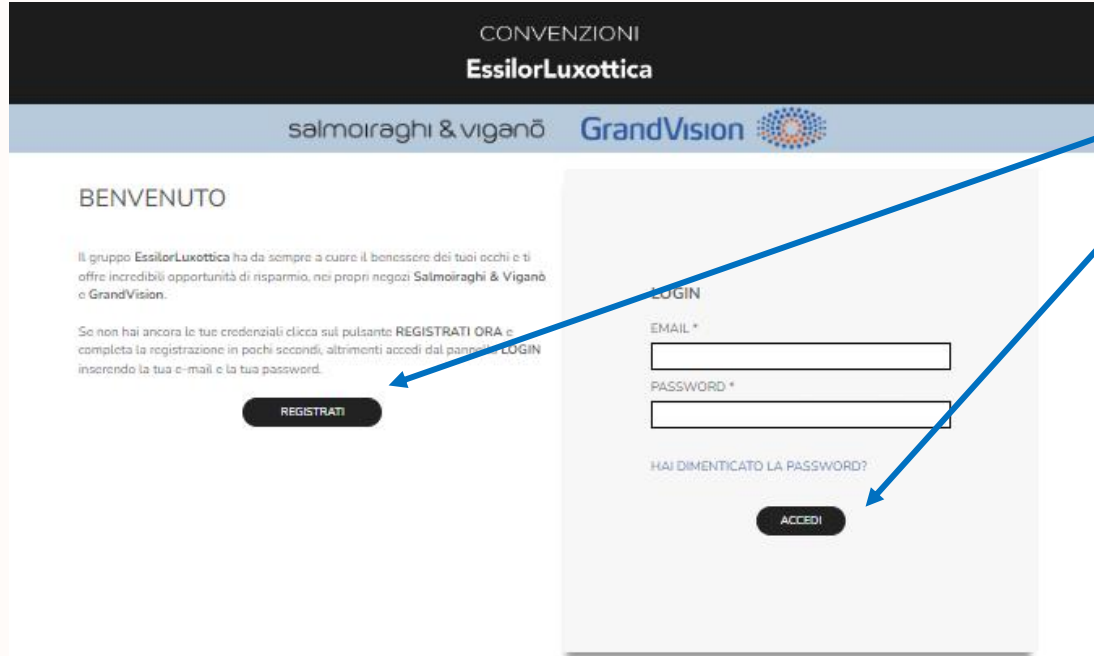 CONVENZIONI
EssilorLuxottica
salmoiraghi & viganò GrandVision
BENVENUTO
Il gruppo EssilorLuxottica ha da sempre a cuore il benessere dei tuoi occhi e ti
offre incredibili opportunità di risparmio, nei propri negozi Salmoiraghi & Viganò
e GrandVision.
Se non hai ancora le tue credenziali clicca sul pulsante REGISTRATI ORA e
completa la registrazione in pochi secondi, altrimenti accedi dal pannello LOGIN
inserendo la tua e-mail e la tua password.
REGISTRATI
LOGIN
EMAIL *
PASSWORD *
HAI DIMENTICATO LA PASSWORD?
ACCEDI